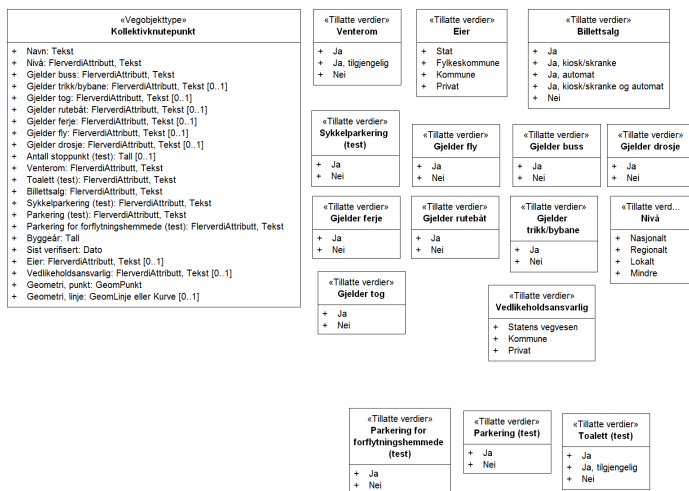 «Vegobjekttype»
Kollektivknutepunkt
+ Navn: Tekst
+ Nivå: FlerverdiAttributt, Tekst
+ Gjelder buss: FlerverdiAttributt, Tekst
+ Gjelder trikk/bybane: FlerverdiAttributt, Tekst [0..1]
+ Gjelder tog: FlerverdiAttributt, Tekst [0..1]
+ Gjelder rutebåt: FlerverdiAttributt, Tekst [0..1]
+ Gjelder ferje: FlerverdiAttributt, Tekst [0..1]
+ Gjelder fly: FlerverdiAttributt, Tekst [0..1]
+ Gjelder drosje: FlerverdiAttributt, Tekst [0..1]
+ Antall stoppunkt (test): Tall [0..1]
+ Venterom: FlerverdiAttributt, Tekst
+ Toalett (test): FlerverdiAttributt, Tekst
+ Billettsalg: FlerverdiAttributt, Tekst
+ Sykkelparkering (test): FlerverdiAttributt, Tekst
+ Parkering (test): FlerverdiAttributt, Tekst
+ Parkering for forflytningshemmede (test): FlerverdiAttributt, Tekst
+ Byggeår: Tall
+ Sist verifisert: Dato
+ Eier: FlerverdiAttributt, Tekst [0..1]
+ Vedlikeholdsansvarlig: FlerverdiAttributt, Tekst [0..1]
+ Geometri, punkt: GeomPunkt
+ Geometri, linje: GeomLinje eller Kurve [0..1]
«Tillatte verdier»
Venterom
+ Ja
+ Ja, tilgjengelig
+ Nei
«Tillatte verdier»
Eier
+ Stat
+ Fylkeskommune
+ Kommune
+ Privat
«Tillatte verdier»
Billettsalg
+ Ja
+ Ja, kiosk/skranke
+ Ja, automat
+ Ja, kiosk/skranke og automat
+ Nei
«Tillatte verdier»
Sykkelparkering
(test)
+ Ja
+ Nei
«Tillatte verdier»
Gjelder fly
+ Ja
+ Nei
«Tillatte verdier»
Gjelder buss
+ Ja
+ Nei
«Tillatte verdier»
Gjelder drosje
+ Ja
+ Nei
«Tillatte verdier»
Gjelder ferje
+ Ja
+ Nei
«Tillatte verdier»
Gjelder rutebåt
+ Ja
+ Nei
«Tillatte verdier»
Gjelder
trikk/bybane
+ Ja
+ Nei
«Tillatte verd...
Nivå
+ Nasjonalt
+ Regionalt
+ Lokalt
+ Mindre
«Tillatte verdier»
Gjelder tog
+ Ja
+ Nei
«Tillatte verdier»
Vedlikeholdsansvarlig
+ Statens vegvesen
+ Kommune
+ Privat
«Tillatte verdier»
Parkering for
forflytningshemmede
(test)
+ Ja
+ Nei
«Tillatte verdier»
Parkering (test)
+ Ja
+ Nei
«Tillatte verdier»
Toalett (test)
+ Ja
+ Ja, tilgjengelig
+ Nei